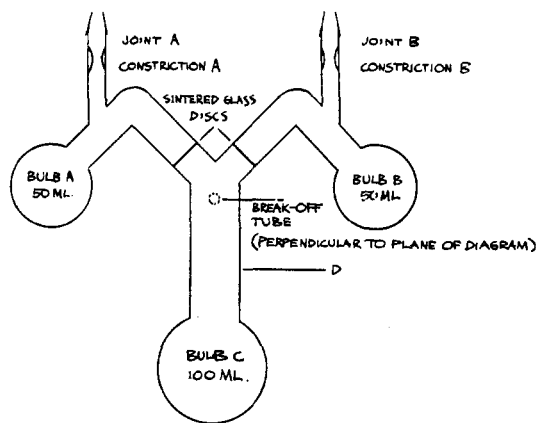 JOINT A
CONSTRICTION A
JOINT B
CONSTRICTION B
SINTERED GLASS
DISCS
BULB A
50 ML.
BULB B
50 ML
BREAK-OFF
TUBE
(PERPENDICULAR TO PLANE OF DIAGRAM)
D
BULB C
100 ML.